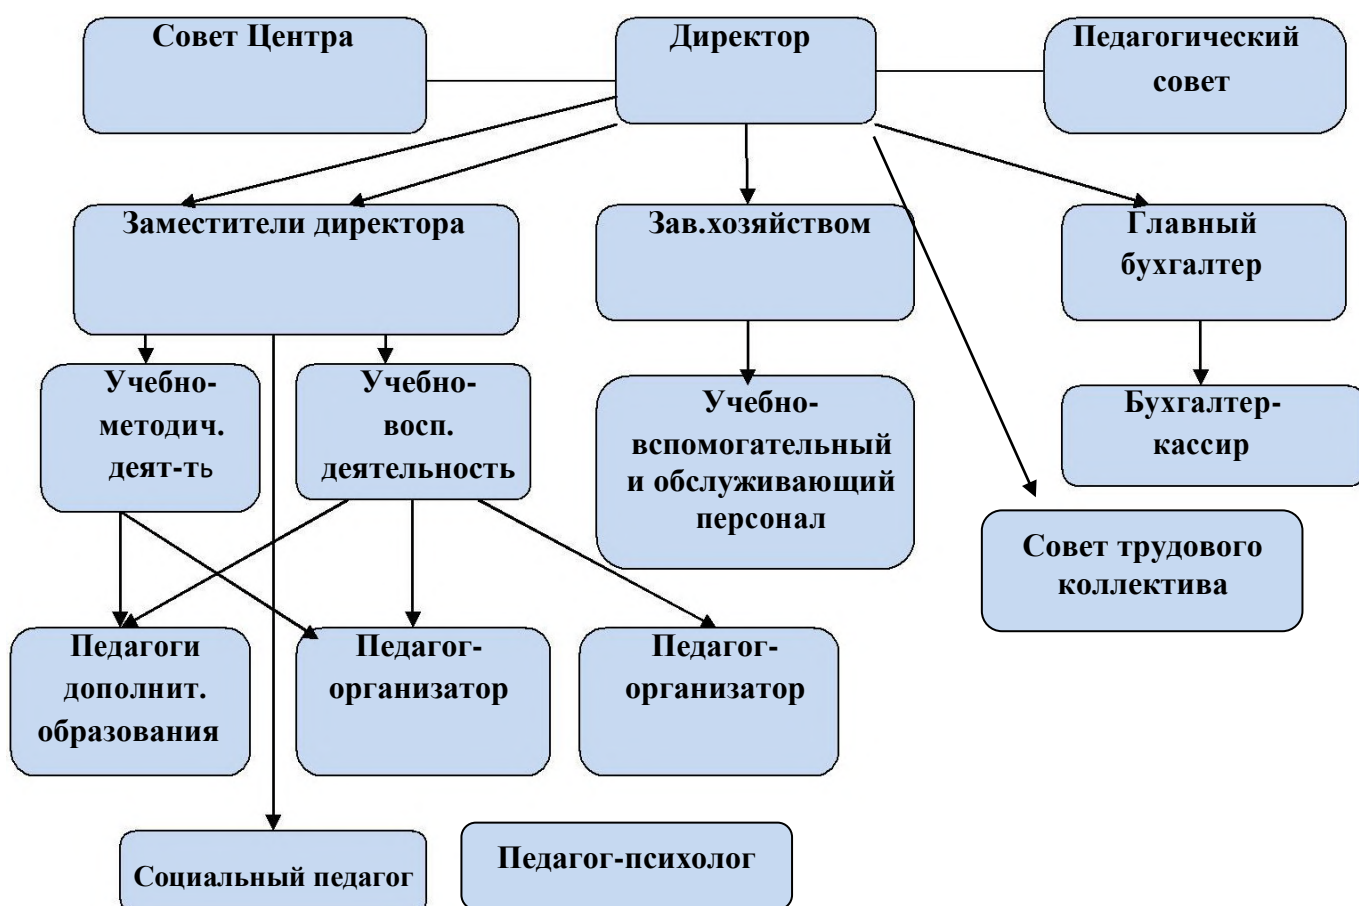 Совет Центра
Директор
Педагогический
совет
Заместители директора
Зав.хозяйством
Главный
бухгалтер
Учебно-
методич.
деят-ть
Учебно-
восп.
деятельность
Учебно-
вспомогательный
и обслуживающий
персонал
Бухгалтер-
кассир
Совет трудового
коллектива
Педагоги
дополнит.
образования
Педагог-
организатор
Педагог-
организатор
Социальный педагог
Педагог-психолог